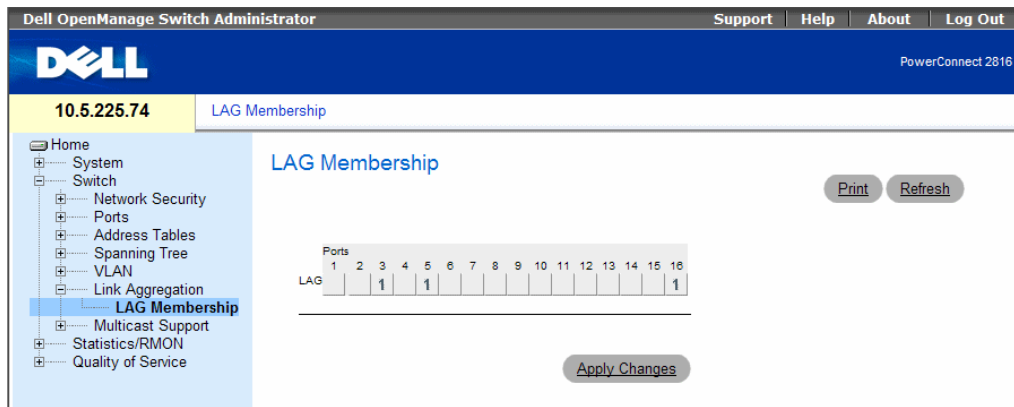 Dell OpenManage Switch Administrator Support Help About Log Out
DELL
PowerConnect 2816
10.5.225.74 LAG Membership
Home
System
Switch
Network Security
Ports
Address Tables
Spanning Tree
VLAN
Link Aggregation
LAG Membership
Multicast Support
Statistics/RMON
Quality of Service
LAG Membership
Print Refresh
Ports
1 2 3 4 5 6 7 8 9 10 11 12 13 14 15 16
LAG 1 1 1
Apply Changes